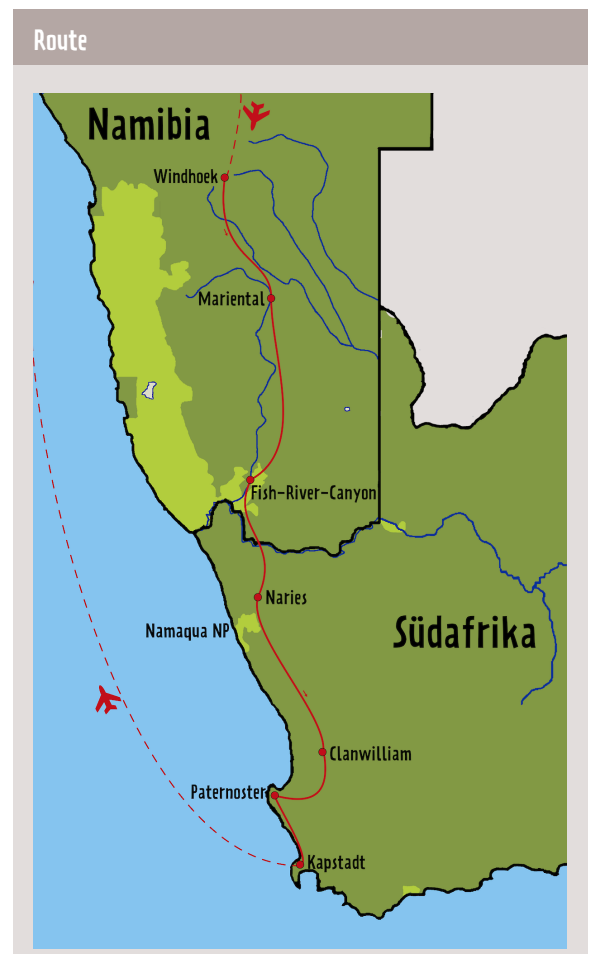 Route
Namibia
Windhoek
Mariental
Fish-River-Canyon
Naries
Namaqua NP
Südafrika
Clanwilliam
Paternoster
Kapstadt